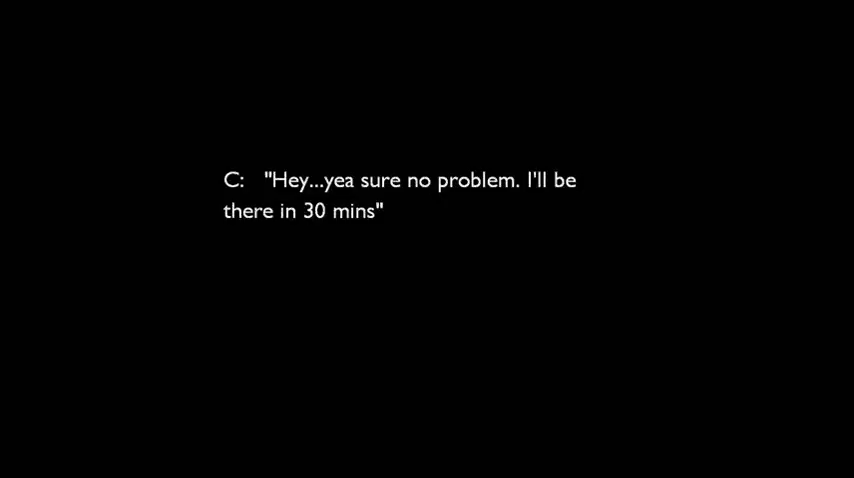 C:   "Hey...yea sure no problem. I'll be
there in 30 mins"